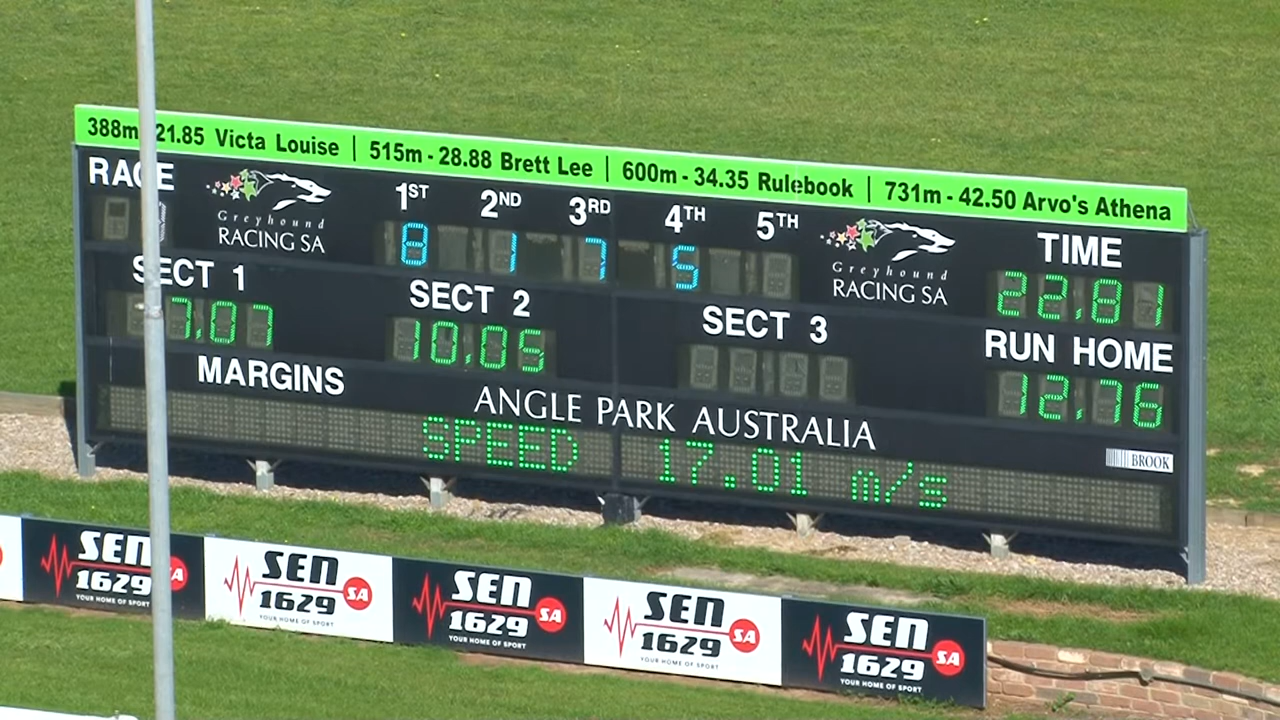 388m 21.85 Victa Louise | 515m - 28.88 Brett Lee | 600m - 34.35 Rulebook | 731m - 42.50 Arvo's Athena
RACE
Greyhound
RACING SA
1ST 2ND 3RD 4TH 5TH
8 1 7 5
Greyhound
RACING SA
TIME
22.81
SECT 1
7.07
SECT 2
10.05
SECT 3
RUN HOME
12.76
MARGINS
ANGLE PARK AUSTRALIA
SPEED 17.01 m/s
BROOK
SEN
1629
SA
YOUR HOME OF SPORT
SEN
1629
SA
YOUR HOME OF SPORT
SEN
1629
SA
YOUR HOME OF SPORT
SEN
1629
SA
YOUR HOME OF SPORT
SEN
1629
SA
YOUR HOME OF SPORT